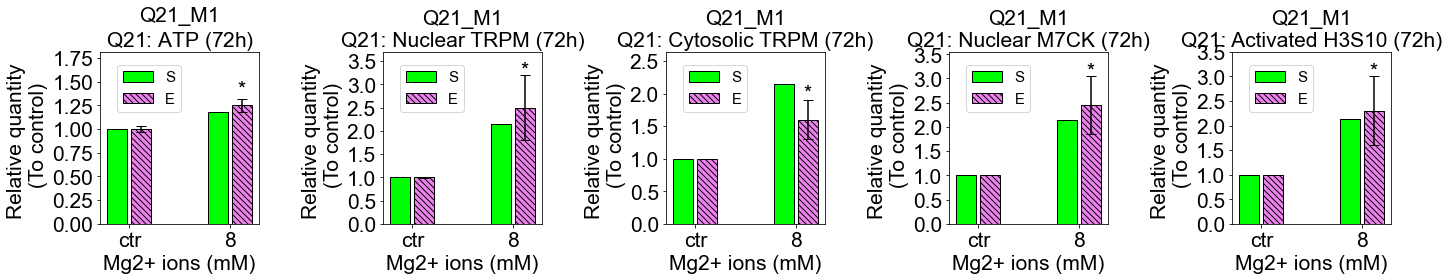 Q21_M1
Q21: ATP (72h)
Relative quantity
(To control)
1.75
1.50
1.25
1.00
0.75
0.50
0.25
0.00
S
E
*
ctr
8
Mg2+ ions (mM)
Q21_M1
Q21: Nuclear TRPM (72h)
Relative quantity
(To control)
3.5
3.0
2.5
2.0
1.5
1.0
0.5
0.0
S
E
*
ctr
8
Mg2+ ions (mM)
Q21_M1
Q21: Cytosolic TRPM (72h)
Relative quantity
(To control)
2.5
2.0
1.5
1.0
0.5
0.0
S
E
*
ctr
8
Mg2+ ions (mM)
Q21_M1
Q21: Nuclear M7CK (72h)
Relative quantity
(To control)
3.5
3.0
2.5
2.0
1.5
1.0
0.5
0.0
S
E
*
ctr
8
Mg2+ ions (mM)
Q21_M1
Q21: Activated H3S10 (72h)
Relative quantity
(To control)
3.5
3.0
2.5
2.0
1.5
1.0
0.5
0.0
S
E
*
ctr
8
Mg2+ ions (mM)